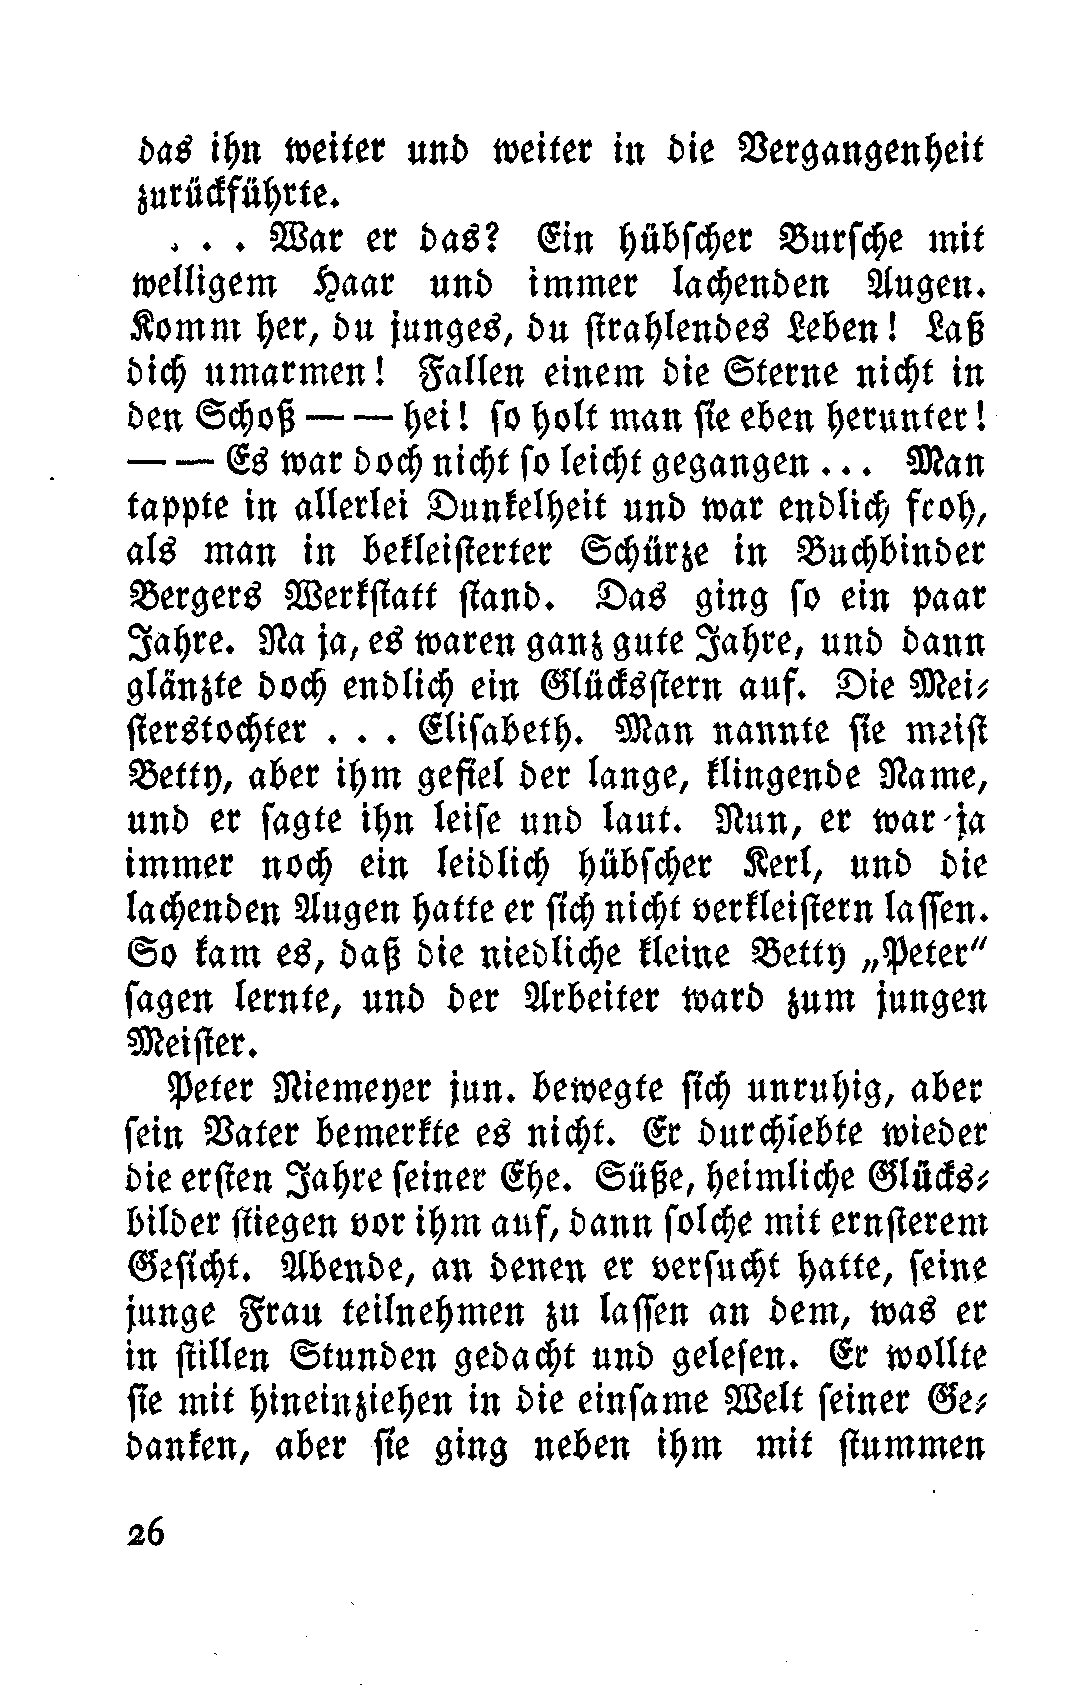 das ihn weiter und weiter in die Vergangenheit
zurückführte.
. . . War er das? Ein hübscher Bursche mit
welligem Haar und immer lachenden Augen.
Komm her, du junges, du strahlendes Leben! Laß
dich umarmen! Fallen einem die Sterne nicht in
den Schoß — — hei! so holt man sie eben herunter!
— — Es war doch nicht so leicht gegangen . . . Man
tappte in allerlei Dunkelheit und war endlich froh,
als man in bekleisterter Schürze in Buchbinder
Bergers Werkstatt stand. Das ging so ein paar
Jahre. Na ja, es waren ganz gute Jahre, und dann
glänzte doch endlich ein Glücksstern auf. Die Mei-
sterstochter . . . Elisabeth. Man nannte sie meist
Betty, aber ihm gefiel der lange, klingende Name,
und er sagte ihn leise und laut. Nun, er war ja
immer noch ein leidlich hübscher Kerl, und die
lachenden Augen hatte er sich nicht verkleistern lassen.
So kam es, daß die niedliche kleine Betty „Peter"
sagen lernte, und der Arbeiter ward zum jungen
Meister.
Peter Niemeyer jun. bewegte sich unruhig, aber
sein Vater bemerkte es nicht. Er durchlebte wieder
die ersten Jahre seiner Ehe. Süße, heimliche Glücks-
bilder stiegen vor ihm auf, dann solche mit ernsterem
Gesicht. Abende, an denen er versucht hatte, seine
junge Frau teilnehmen zu lassen an dem, was er
in stillen Stunden gedacht und gelesen. Er wollte
sie mit hineinziehen in die einsame Welt seiner Ge-
danken, aber sie ging neben ihm mit stummen
26